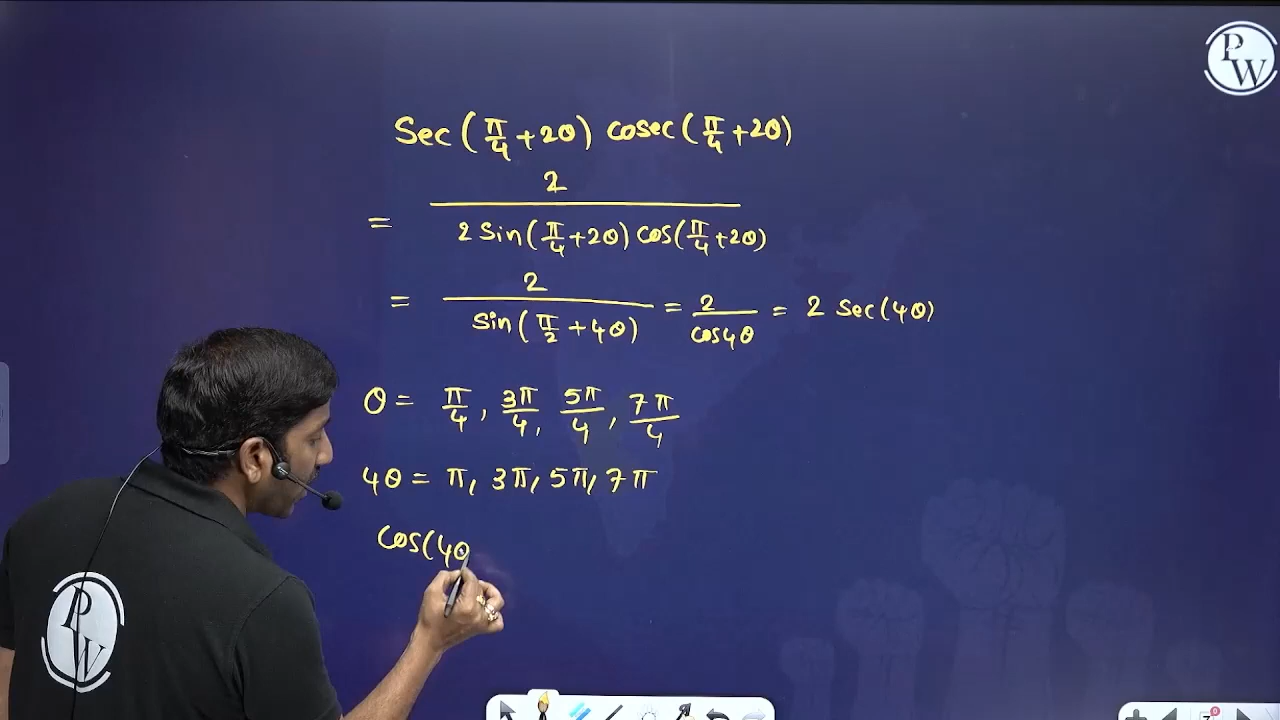 PW
Sec(π/4+2θ) cosec(π/4+2θ)
= 2/(2 Sin(π/4+2θ) cos(π/4+2θ))
= 2/(sin(π/2+4θ)) = 2/(cos4θ) = 2 Sec(4θ)
θ = π/4, 3π/4, 5π/4, 7π/4
4θ = π, 3π, 5π, 7π
cos(4θ
PW